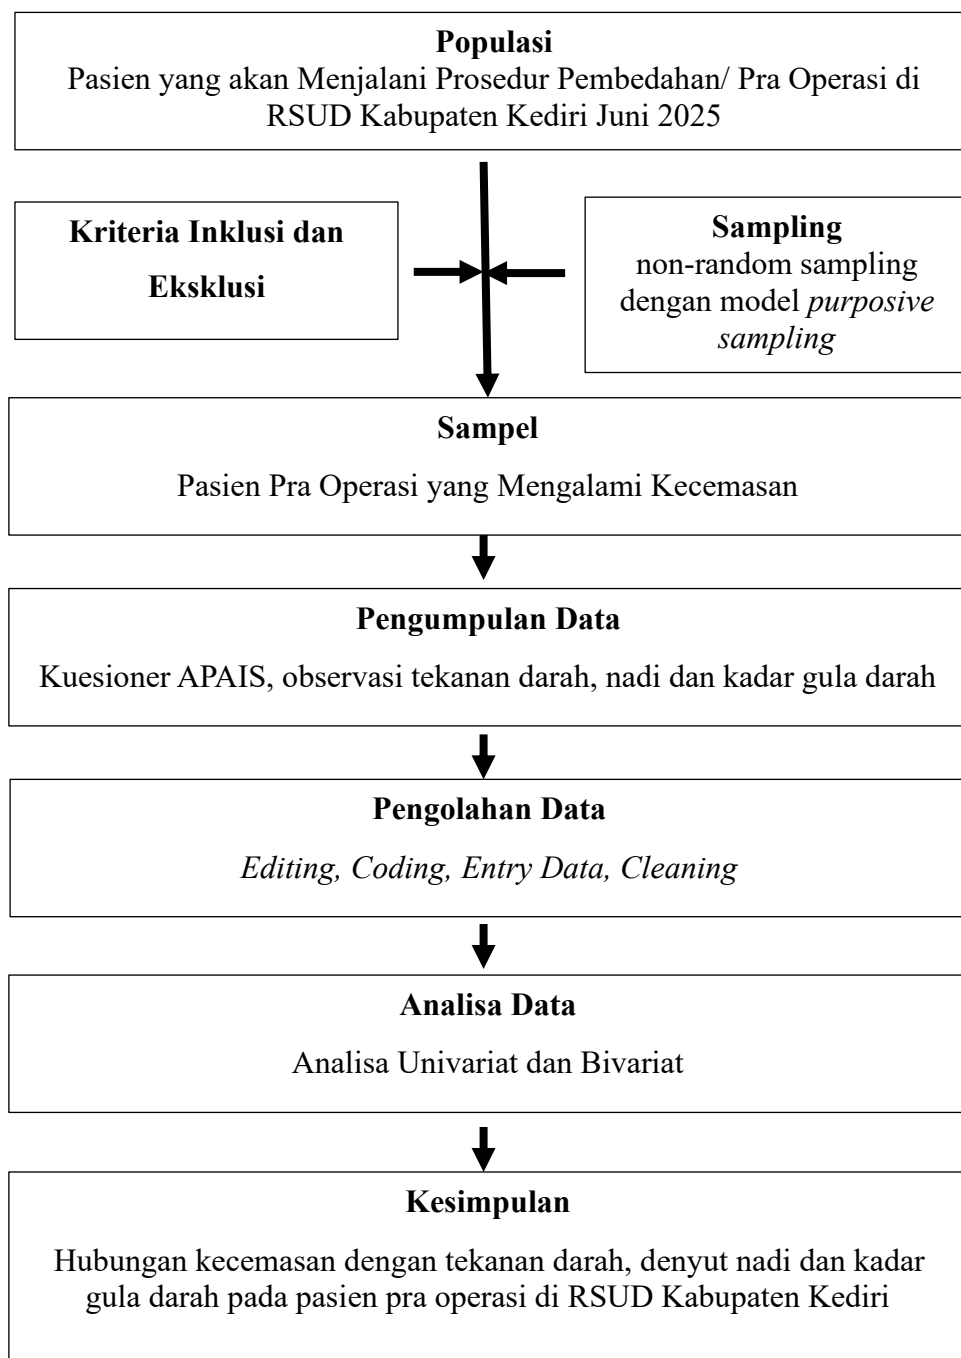 Populasi
Pasien yang akan Menjalani Prosedur Pembedahan/ Pra Operasi di
RSUD Kabupaten Kediri Juni 2025
Kriteria Inklusi dan
Eksklusi
Sampling
non-random sampling
dengan model purposive
sampling
Sampel
Pasien Pra Operasi yang Mengalami Kecemasan
Pengumpulan Data
Kuesioner APAIS, observasi tekanan darah, nadi dan kadar gula darah
Pengolahan Data
Editing, Coding, Entry Data, Cleaning
Analisa Data
Analisa Univariat dan Bivariat
Kesimpulan
Hubungan kecemasan dengan tekanan darah, denyut nadi dan kadar
gula darah pada pasien pra operasi di RSUD Kabupaten Kediri